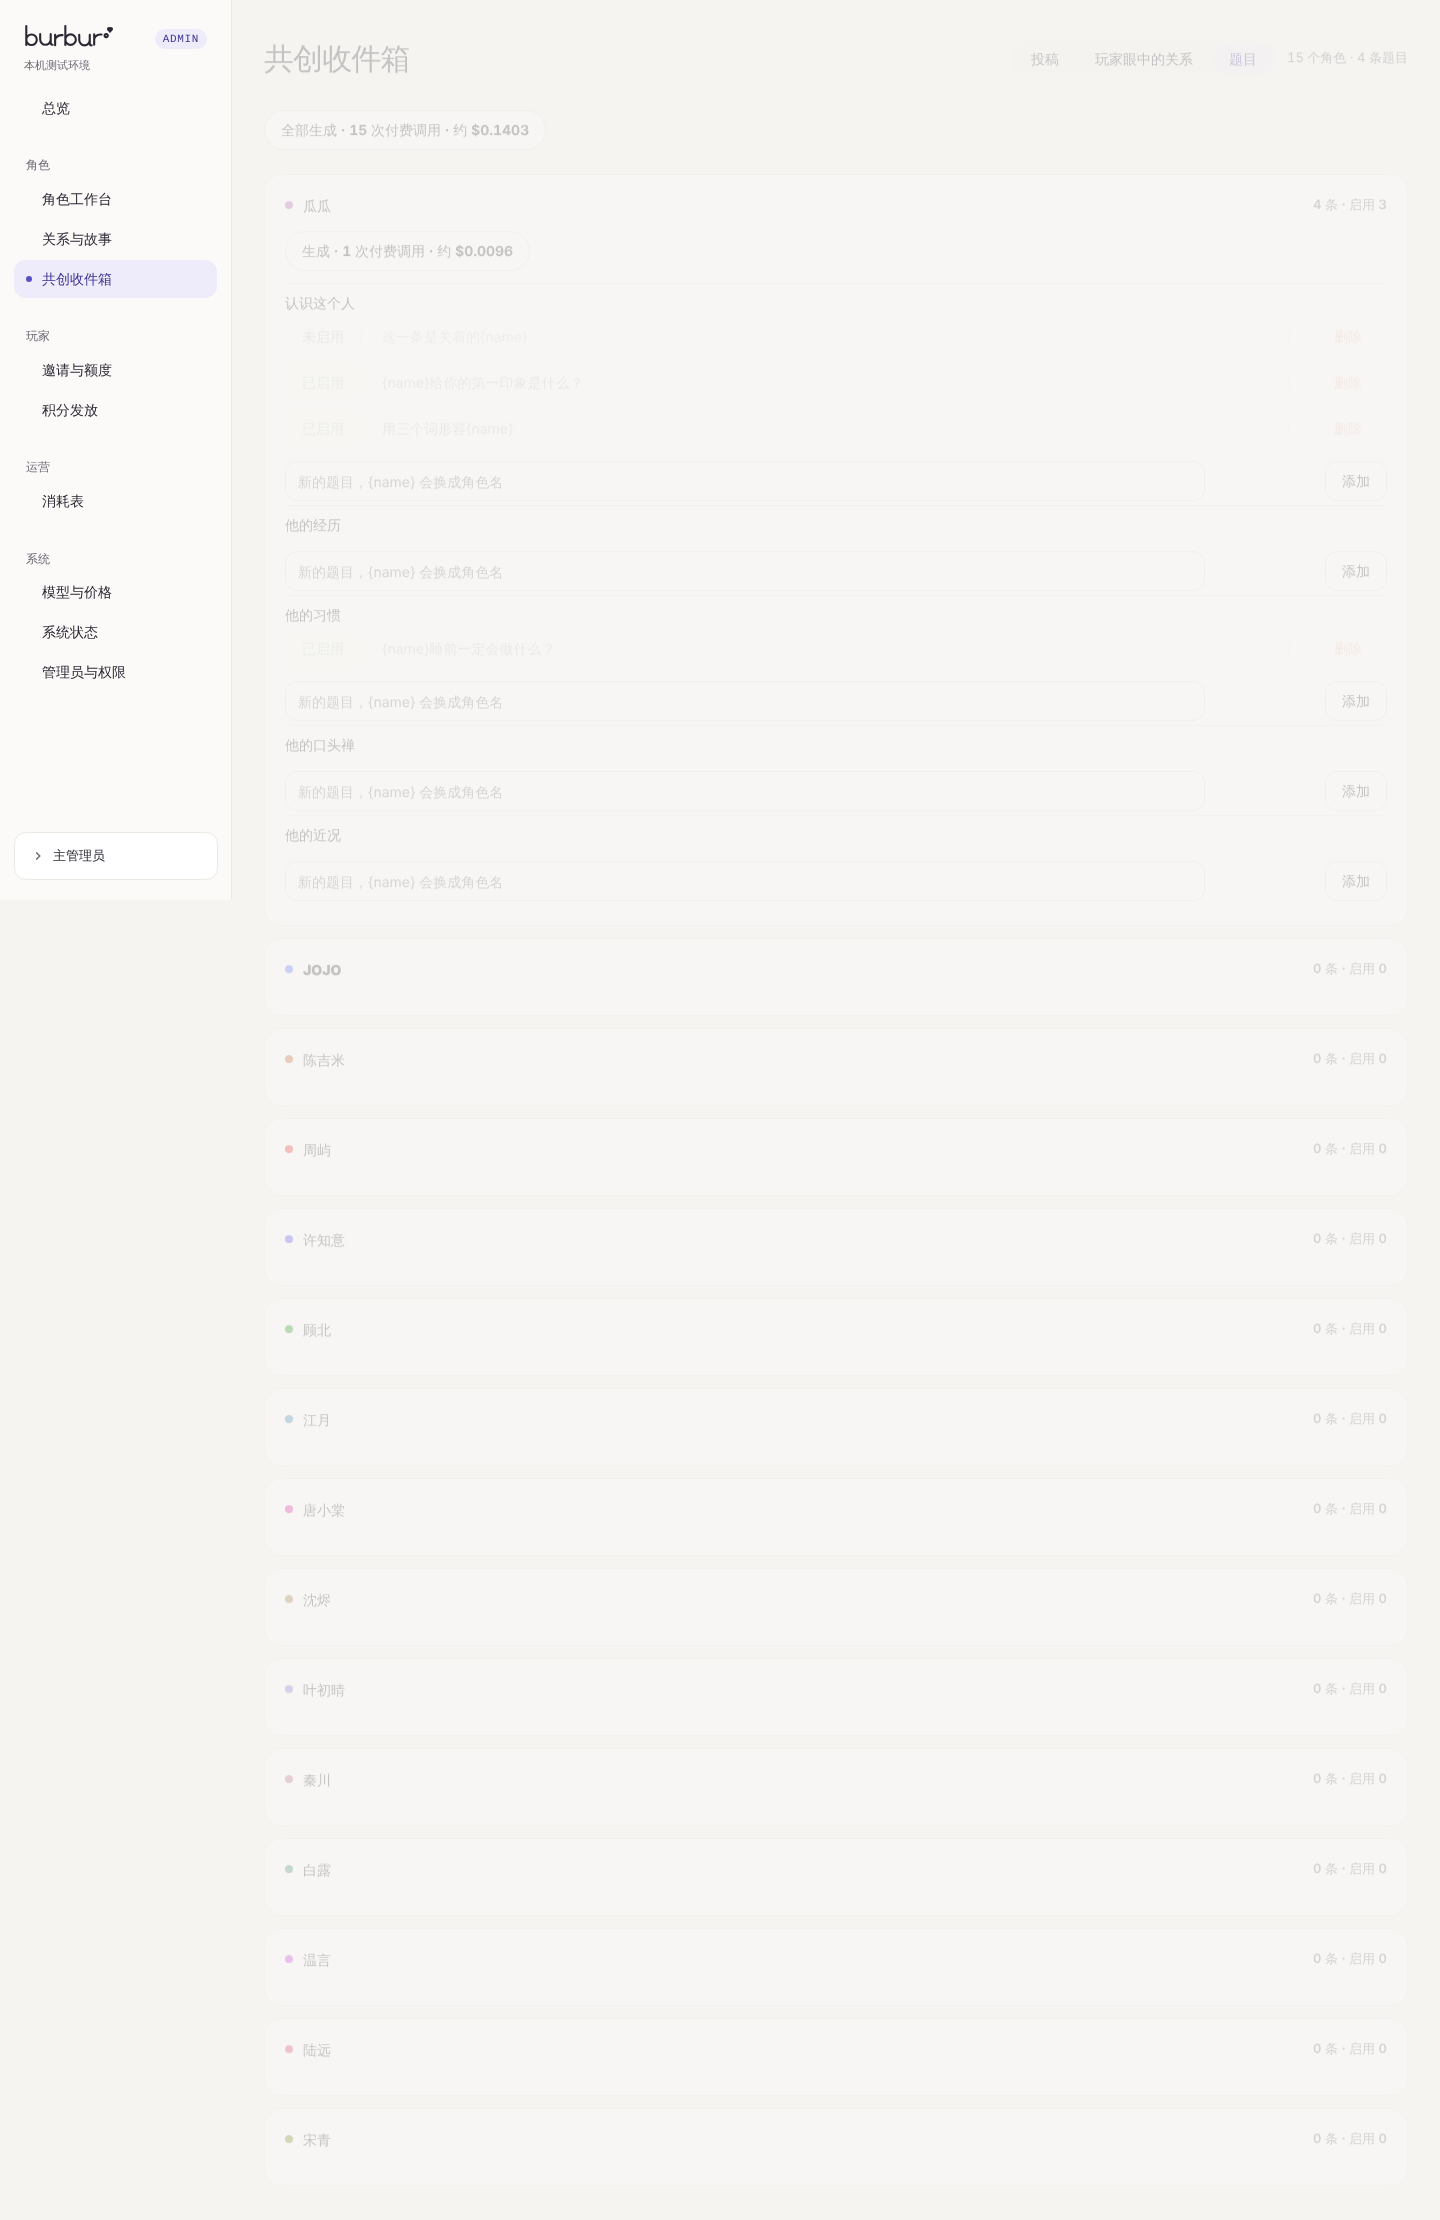 burbur
ADMIN
本机测试环境
总览
角色
角色工作台
关系与故事
共创收件箱
玩家
邀请与额度
积分发放
运营
消耗表
系统
模型与价格
系统状态
管理员与权限
主管理员
共创收件箱
投稿 玩家眼中的关系 题目 15 个角色 · 4 条题目
全部生成 · 15 次付费调用 · 约 $0.1403
瓜瓜 4 条 · 启用 3
生成 · 1 次付费调用 · 约 $0.0096
认识这个人
未启用 这一条是关着的{name} 删除
已启用 {name}给你的第一印象是什么？ 删除
已启用 用三个词形容{name} 删除
新的题目，{name} 会换成角色名 添加
他的经历
新的题目，{name} 会换成角色名 添加
他的习惯
已启用 {name}睡前一定会做什么？ 删除
新的题目，{name} 会换成角色名 添加
他的口头禅
新的题目，{name} 会换成角色名 添加
他的近况
新的题目，{name} 会换成角色名 添加
JOJO 0 条 · 启用 0
陈吉米 0 条 · 启用 0
周屿 0 条 · 启用 0
许知意 0 条 · 启用 0
顾北 0 条 · 启用 0
江月 0 条 · 启用 0
唐小棠 0 条 · 启用 0
沈烬 0 条 · 启用 0
叶初晴 0 条 · 启用 0
秦川 0 条 · 启用 0
白露 0 条 · 启用 0
温言 0 条 · 启用 0
陆远 0 条 · 启用 0
宋青 0 条 · 启用 0